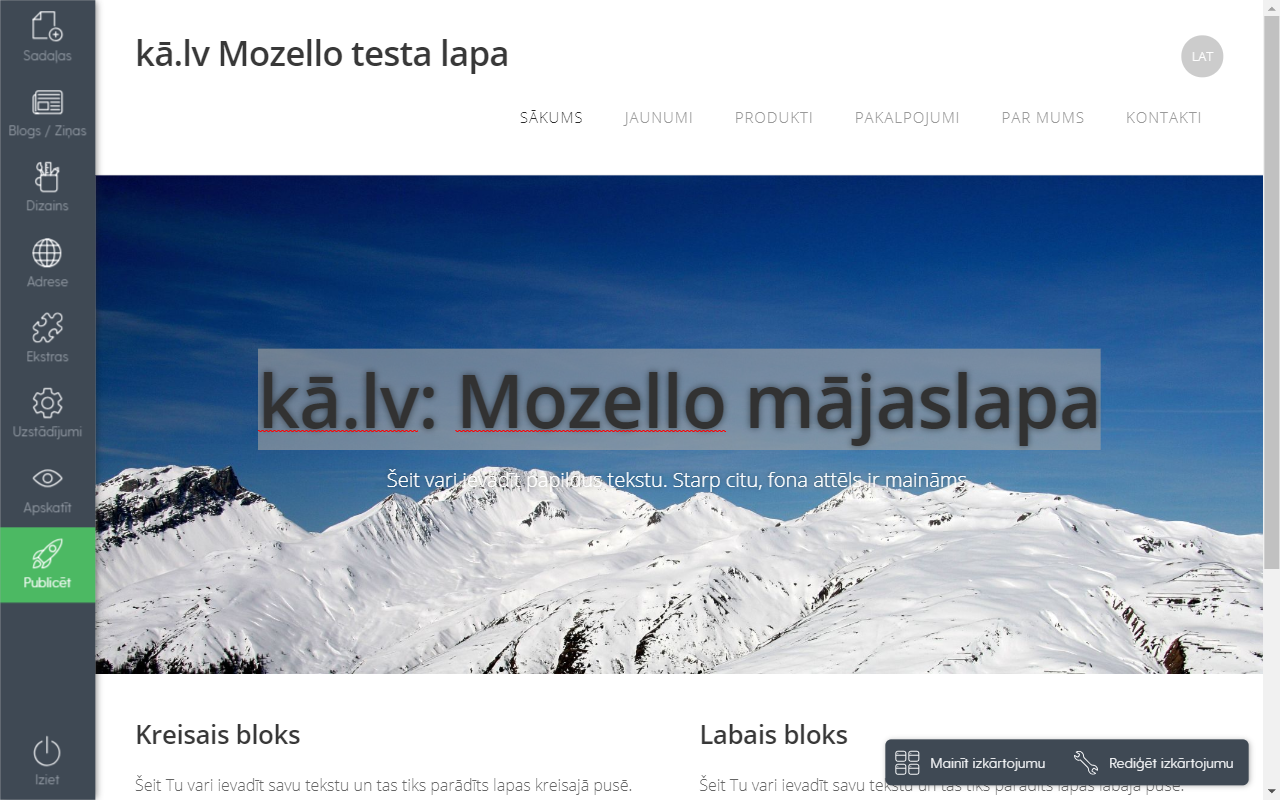 Sadaļas
Blogs / Ziņas
Dizains
Adrese
Ekstras
Uzstādījumi
Apskatīt
Publicēt
Iziet
kā.lv Mozello testa lapa
LAT
SĀKUMS JAUNUMI PRODUKTI PAKALPOJUMI PAR MUMS KONTAKTI
kā.lv: Mozello mājaslapa
Šeit vari ievadīt papildus tekstu. Starp citu, fona attēls ir maināms.
Kreisais bloks
Šeit Tu vari ievadīt savu tekstu un tas tiks parādīts lapas kreisajā pusē.
Labais bloks
Šeit Tu vari ievadīt savu tekstu un tas tiks parādīts lapas labajā pusē.
Mainīt izkārtojumu Rediģēt izkārtojumu